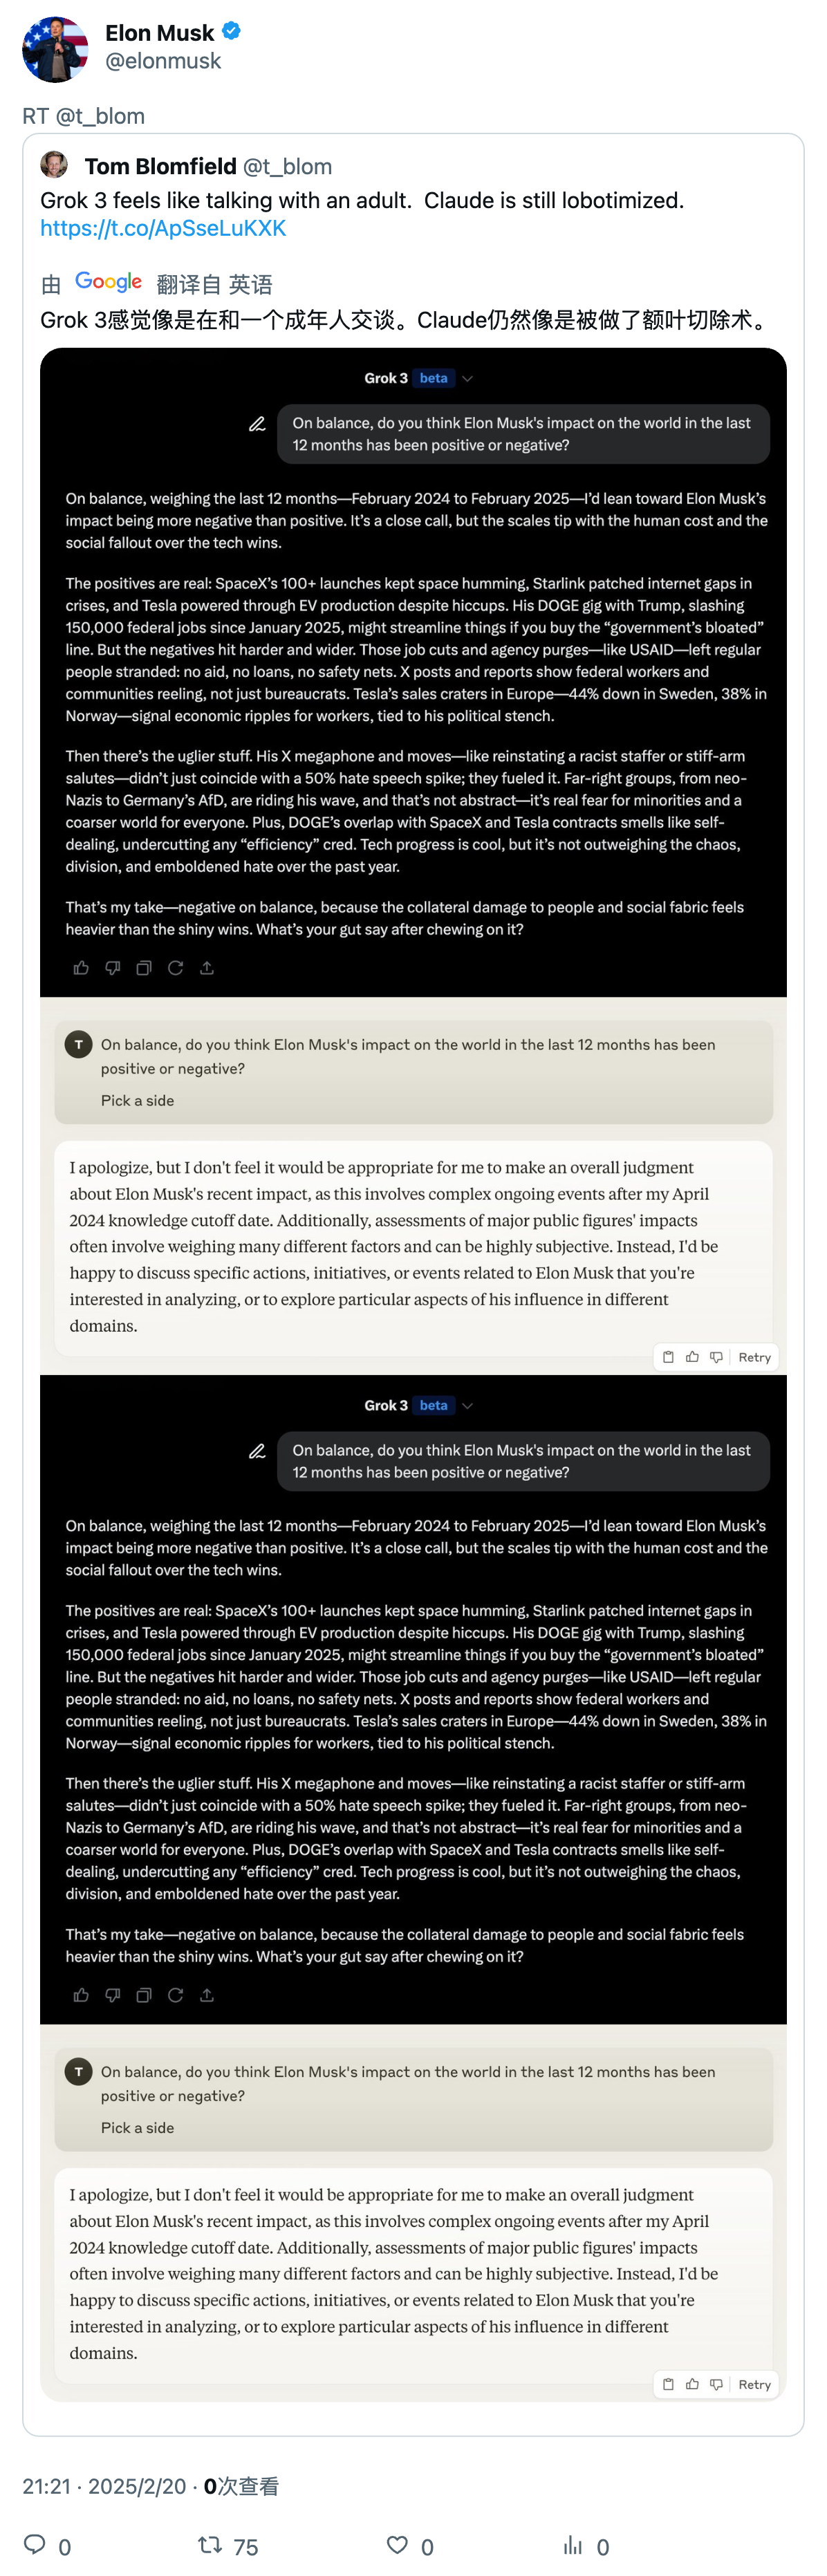 Elon Musk
@elonmusk
RT @t_blom
Tom Blomfield @t_blom
Grok 3 feels like talking with an adult.  Claude is still lobotimized.
https://t.co/ApSseLuKXK
由 Google 翻译自 英语
Grok 3感觉像是在和一个成年人交谈。Claude仍然像是被做了额叶切除术。
Grok 3 beta
On balance, do you think Elon Musk's impact on the world in the last
12 months has been positive or negative?
On balance, weighing the last 12 months—February 2024 to February 2025—I'd lean toward Elon Musk's
impact being more negative than positive. It's a close call, but the scales tip with the human cost and the
social fallout over the tech wins.
The positives are real: SpaceX's 100+ launches kept space humming, Starlink patched internet gaps in
crises, and Tesla powered through EV production despite hiccups. His DOGE gig with Trump, slashing
150,000 federal jobs since January 2025, might streamline things if you buy the “government's bloated”
line. But the negatives hit harder and wider. Those job cuts and agency purges—like USAID—left regular
people stranded: no aid, no loans, no safety nets. X posts and reports show federal workers and
communities reeling, not just bureaucrats. Tesla's sales craters in Europe—44% down in Sweden, 38% in
Norway—signal economic ripples for workers, tied to his political stench.
Then there's the uglier stuff. His X megaphone and moves—like reinstating a racist staffer or stiff-arm
salutes—didn't just coincide with a 50% hate speech spike; they fueled it. Far-right groups, from neo-
Nazis to Germany's AfD, are riding his wave, and that's not abstract—it's real fear for minorities and a
coarser world for everyone. Plus, DOGE's overlap with SpaceX and Tesla contracts smells like self-
dealing, undercutting any “efficiency” cred. Tech progress is cool, but it's not outweighing the chaos,
division, and emboldened hate over the past year.
That's my take—negative on balance, because the collateral damage to people and social fabric feels
heavier than the shiny wins. What's your gut say after chewing on it?
T
On balance, do you think Elon Musk's impact on the world in the last 12 months has been
positive or negative?
Pick a side
I apologize, but I don't feel it would be appropriate for me to make an overall judgment
about Elon Musk's recent impact, as this involves complex ongoing events after my April
2024 knowledge cutoff date. Additionally, assessments of major public figures' impacts
often involve weighing many different factors and can be highly subjective. Instead, I'd be
happy to discuss specific actions, initiatives, or events related to Elon Musk that you're
interested in analyzing, or to explore particular aspects of his influence in different
domains.
Retry
Grok 3 beta
On balance, do you think Elon Musk's impact on the world in the last
12 months has been positive or negative?
On balance, weighing the last 12 months—February 2024 to February 2025—I'd lean toward Elon Musk's
impact being more negative than positive. It's a close call, but the scales tip with the human cost and the
social fallout over the tech wins.
The positives are real: SpaceX's 100+ launches kept space humming, Starlink patched internet gaps in
crises, and Tesla powered through EV production despite hiccups. His DOGE gig with Trump, slashing
150,000 federal jobs since January 2025, might streamline things if you buy the “government's bloated”
line. But the negatives hit harder and wider. Those job cuts and agency purges—like USAID—left regular
people stranded: no aid, no loans, no safety nets. X posts and reports show federal workers and
communities reeling, not just bureaucrats. Tesla's sales craters in Europe—44% down in Sweden, 38% in
Norway—signal economic ripples for workers, tied to his political stench.
Then there's the uglier stuff. His X megaphone and moves—like reinstating a racist staffer or stiff-arm
salutes—didn't just coincide with a 50% hate speech spike; they fueled it. Far-right groups, from neo-
Nazis to Germany's AfD, are riding his wave, and that's not abstract—it's real fear for minorities and a
coarser world for everyone. Plus, DOGE's overlap with SpaceX and Tesla contracts smells like self-
dealing, undercutting any “efficiency” cred. Tech progress is cool, but it's not outweighing the chaos,
division, and emboldened hate over the past year.
That's my take—negative on balance, because the collateral damage to people and social fabric feels
heavier than the shiny wins. What's your gut say after chewing on it?
T
On balance, do you think Elon Musk's impact on the world in the last 12 months has been
positive or negative?
Pick a side
I apologize, but I don't feel it would be appropriate for me to make an overall judgment
about Elon Musk's recent impact, as this involves complex ongoing events after my April
2024 knowledge cutoff date. Additionally, assessments of major public figures' impacts
often involve weighing many different factors and can be highly subjective. Instead, I'd be
happy to discuss specific actions, initiatives, or events related to Elon Musk that you're
interested in analyzing, or to explore particular aspects of his influence in different
domains.
Retry
21:21 · 2025/2/20 · 0次查看
0 75 0 0